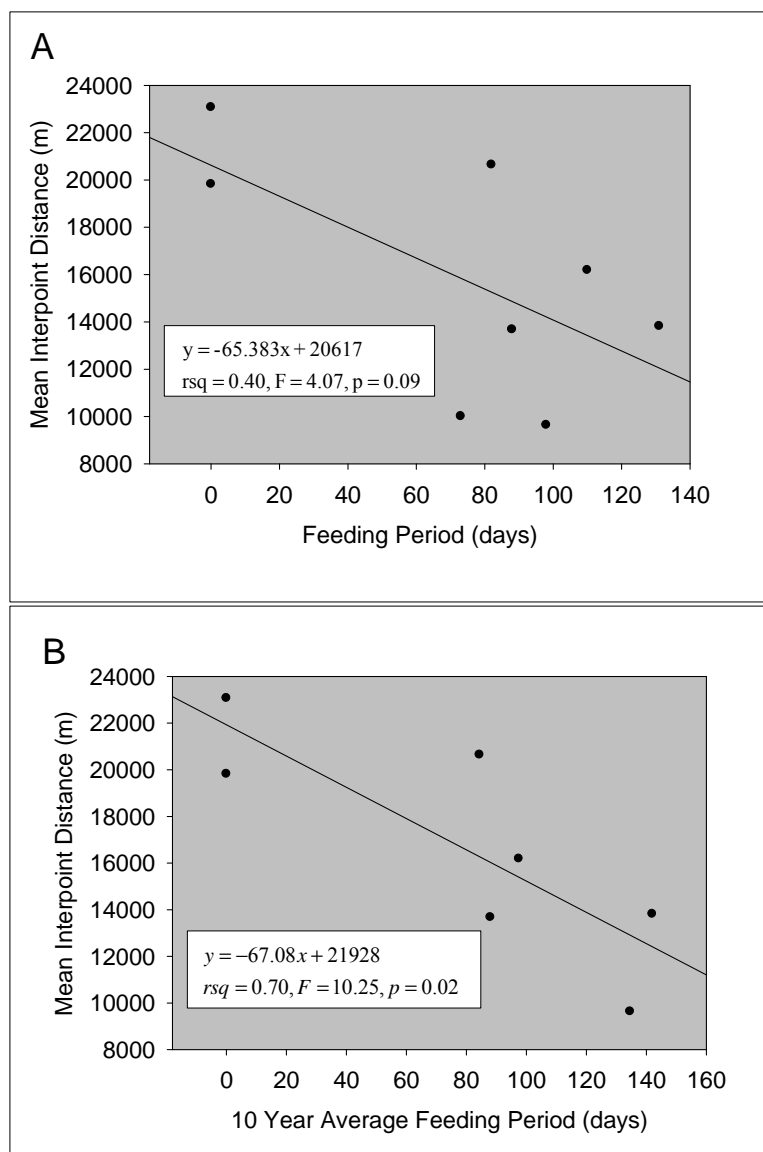 A
24000
22000
20000
18000
16000
14000
12000
10000
8000
Mean Interpoint Distance (m)
y = -65.383x + 20617
rsq = 0.40, F = 4.07, p = 0.09
0 20 40 60 80 100 120 140
Feeding Period (days)
B
24000
22000
20000
18000
16000
14000
12000
10000
8000
Mean Interpoint Distance (m)
y = −67.08x + 21928
rsq = 0.70, F = 10.25, p = 0.02
0 20 40 60 80 100 120 140 160
10 Year Average Feeding Period (days)